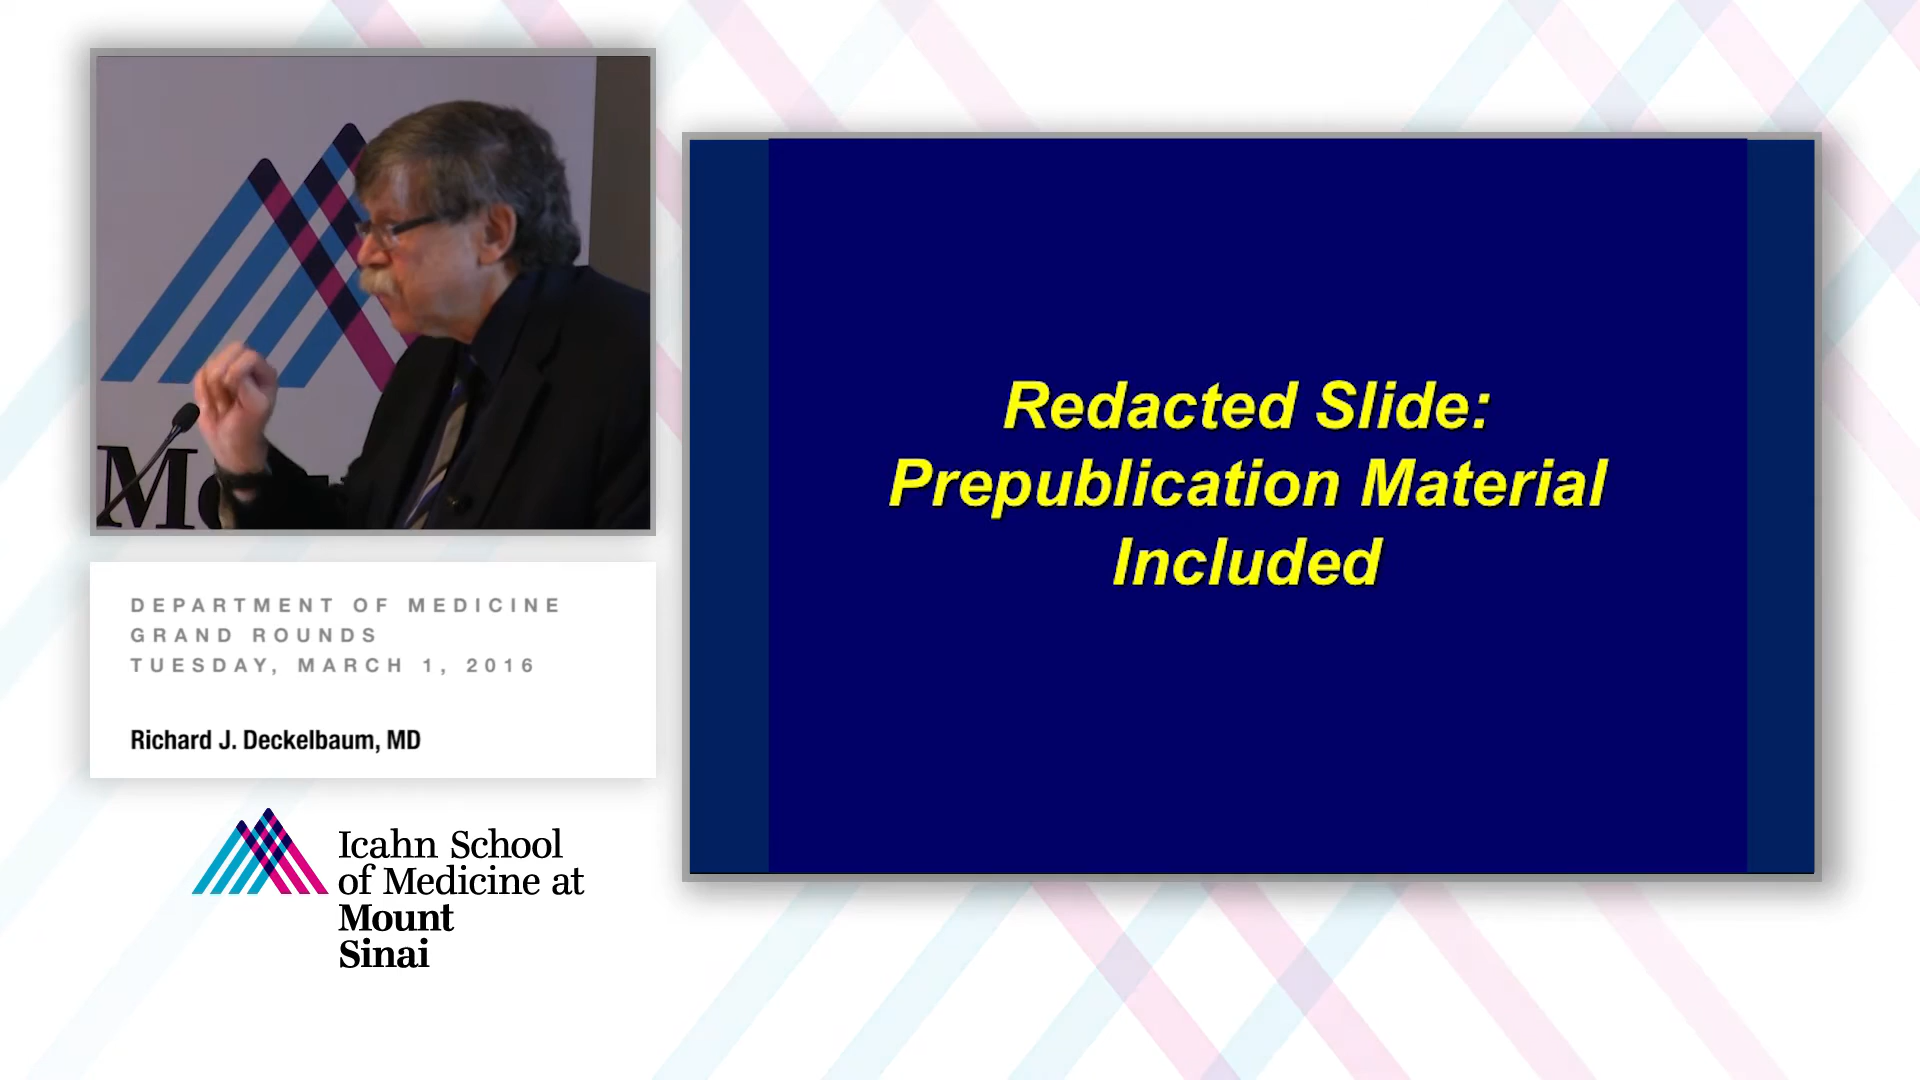 DEPARTMENT OF MEDICINE
GRAND ROUNDS
TUESDAY, MARCH 1, 2016
Richard J. Deckelbaum, MD
Icahn School
of Medicine at
Mount
Sinai
Redacted Slide:
Prepublication Material
Included